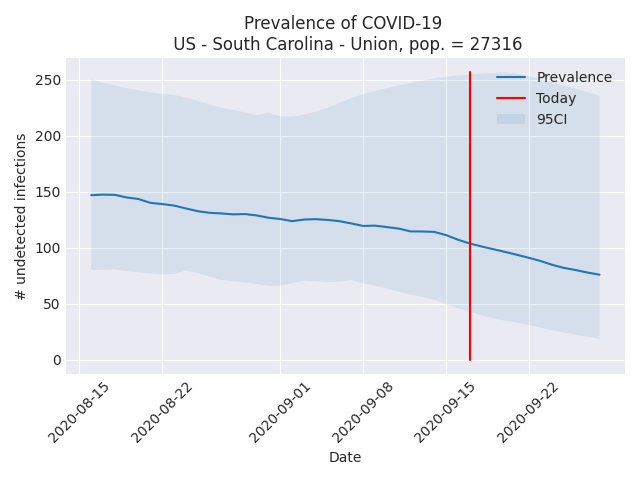 Prevalence of COVID-19
US - South Carolina - Union, pop. = 27316
250
200
150
100
50
0
# undetected infections
Prevalence
Today
95CI
2020-08-15
2020-08-22
2020-09-01
2020-09-08
2020-09-15
2020-09-22
Date